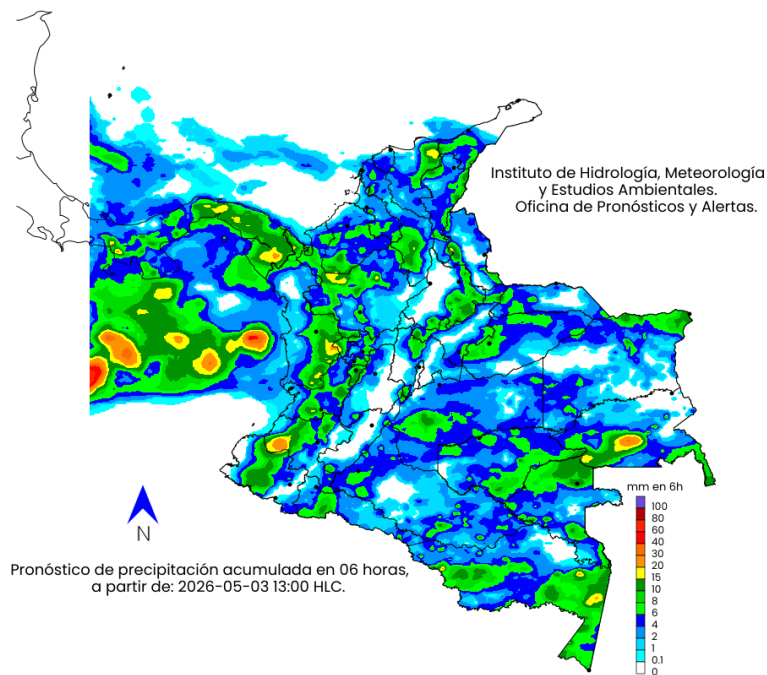 Instituto de Hidrología, Meteorología
y Estudios Ambientales.
Oficina de Pronósticos y Alertas.
mm en 6h
100
80
60
40
30
20
15
10
8
6
4
2
1
0.1
0
N
Pronóstico de precipitación acumulada en 06 horas,
a partir de: 2026-05-03 13:00 HLC.